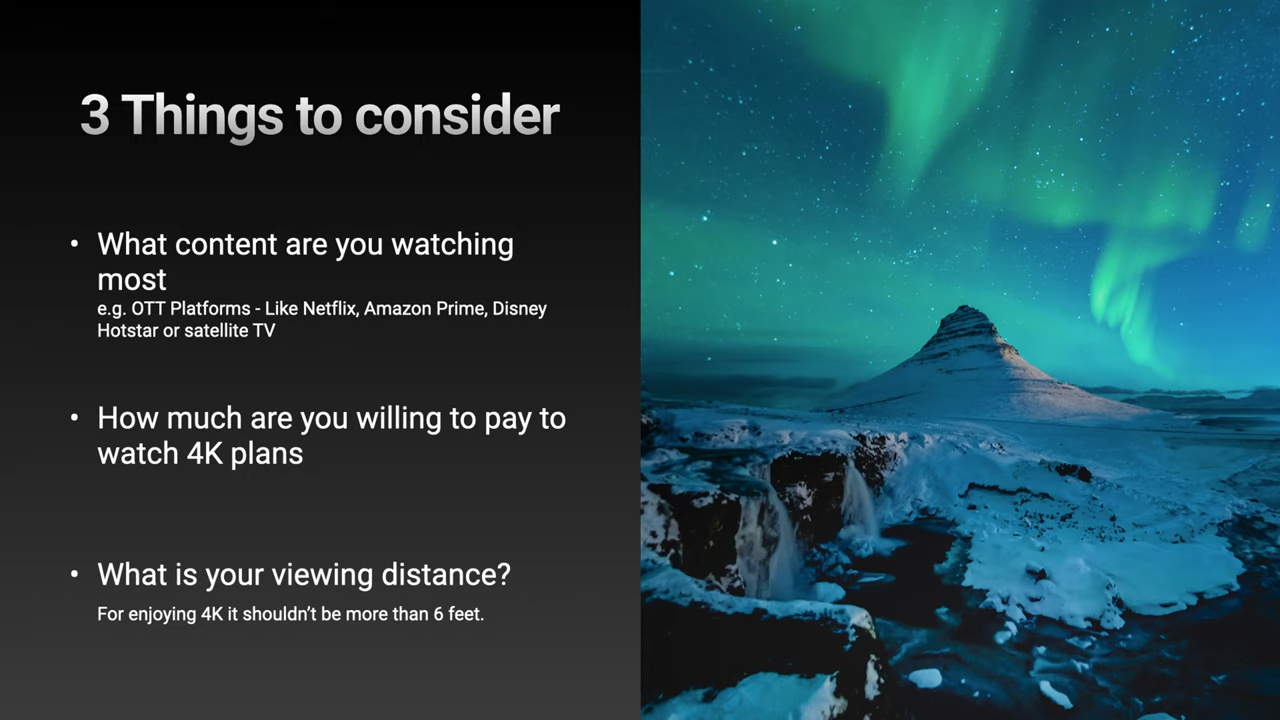 3 Things to consider
• What content are you watching
most
e.g. OTT Platforms - Like Netflix, Amazon Prime, Disney
Hotstar or satellite TV
• How much are you willing to pay to
watch 4K plans
• What is your viewing distance?
For enjoying 4K it shouldn’t be more than 6 feet.